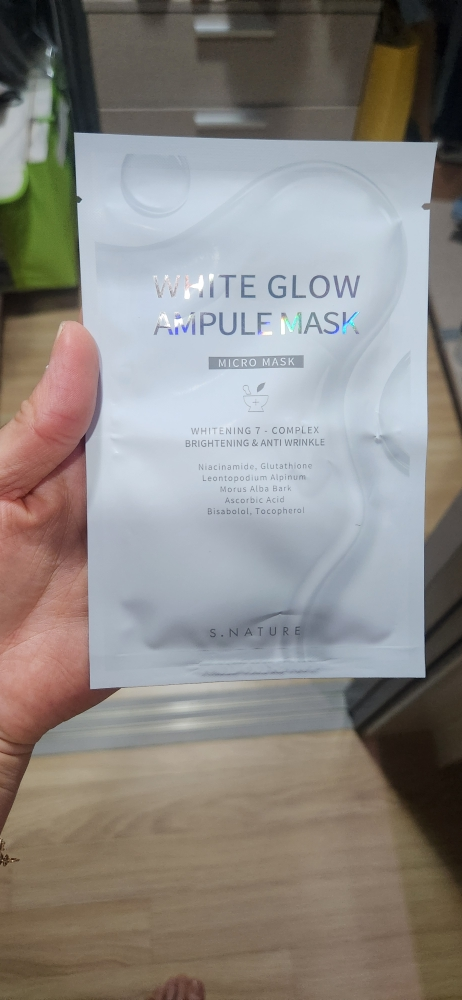 WHITE GLOW
AMPULE MASK
MICRO MASK
WHITENING 7 - COMPLEX
BRIGHTENING & ANTI WRINKLE
Niacinamide, Glutathione
Leontopodium Alpinum
Morus Alba Bark
Ascorbic Acid
Bisabolol, Tocopherol
S.NATURE